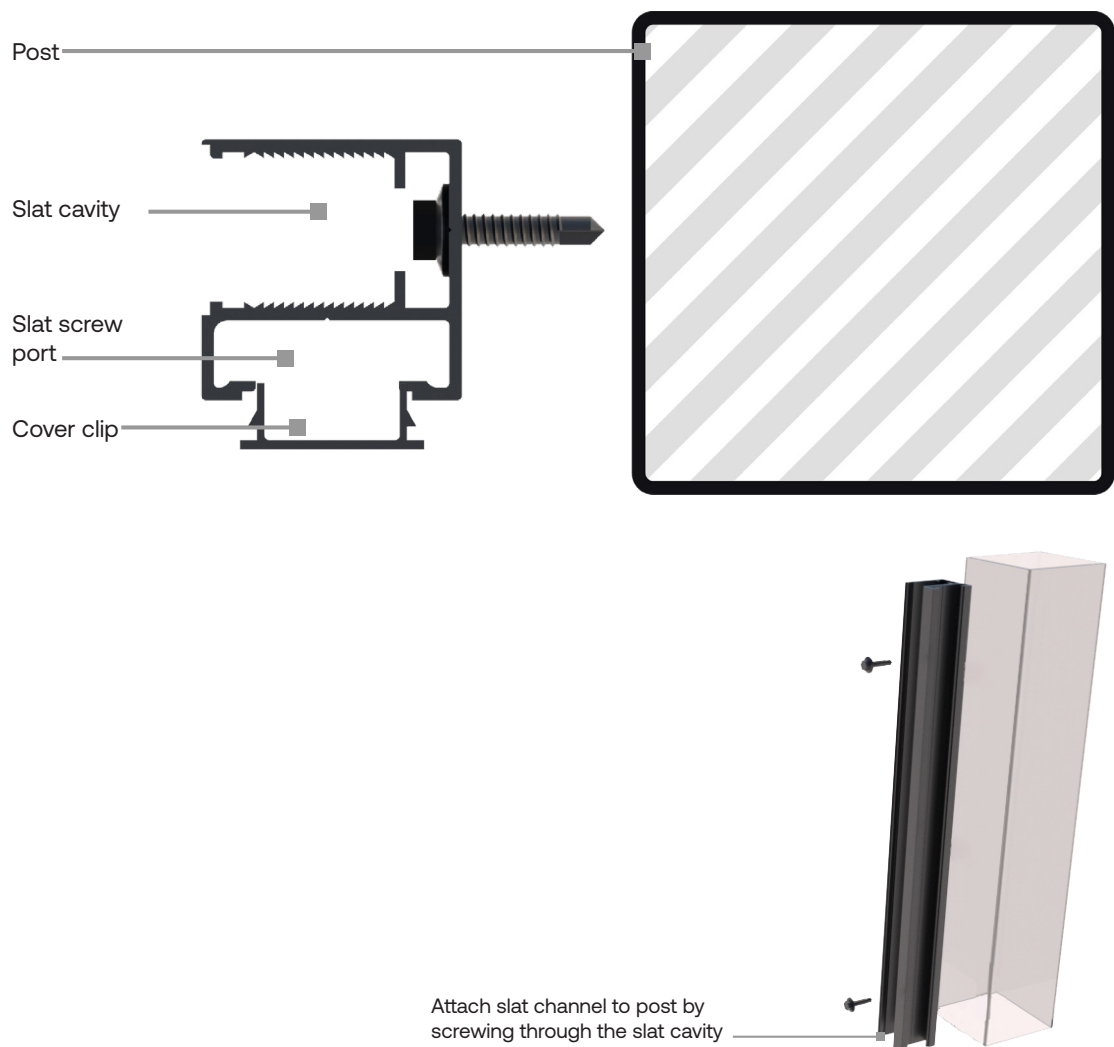 Post
Slat cavity
Slat screw
port
Cover clip
Attach slat channel to post by
screwing through the slat cavity